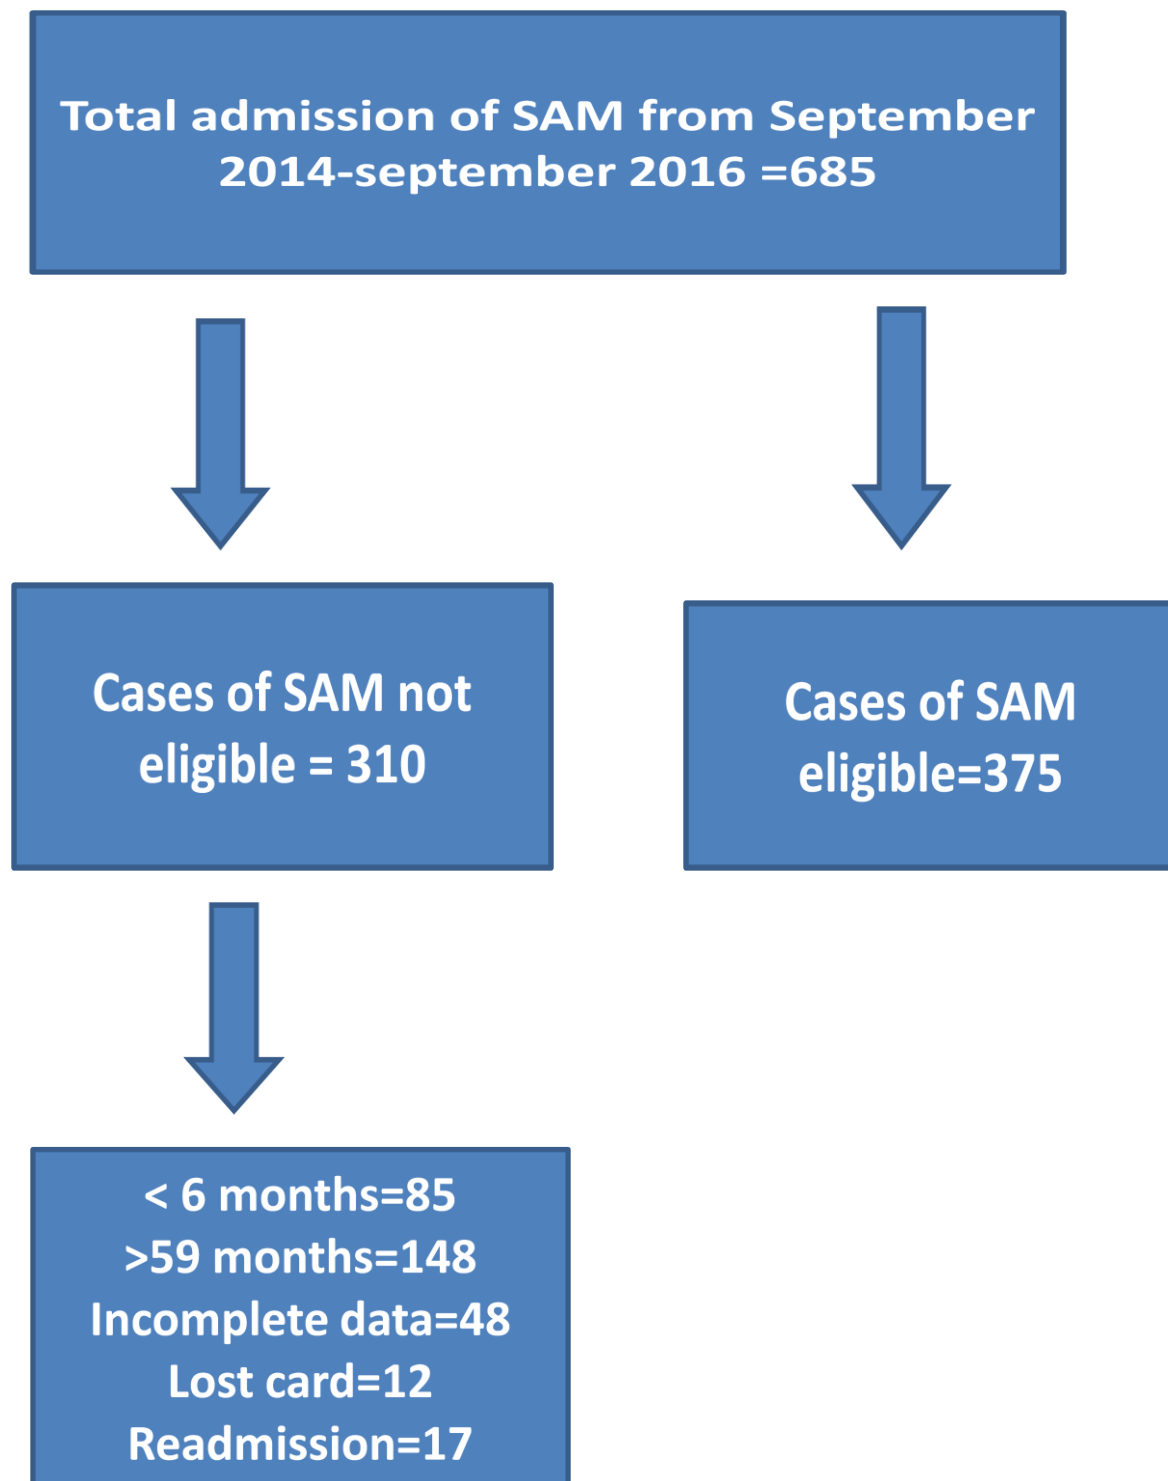 Total admission of SAM from September
2014-september 2016 =685
Cases of SAM not
eligible = 310
Cases of SAM
eligible=375
< 6 months=85
>59 months=148
Incomplete data=48
Lost card=12
Readmission=17